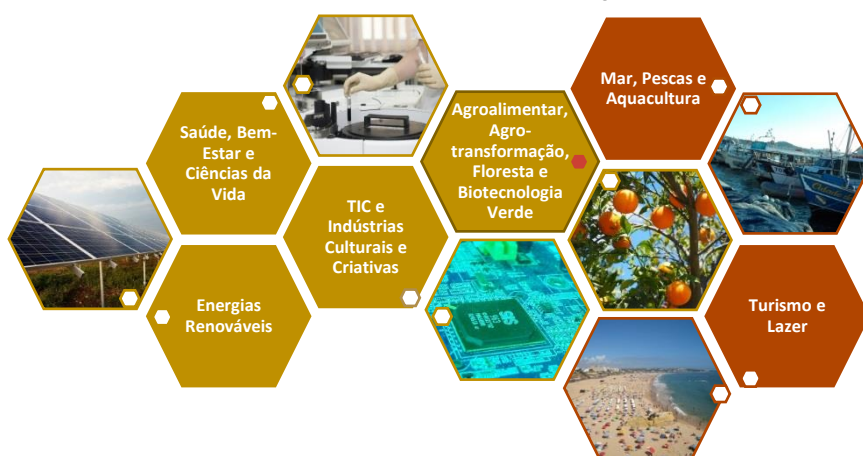 Mar, Pescas e
Aquacultura
Agroalimentar,
Agro-
transformação,
Floresta e
Biotecnologia
Verde
Saúde, Bem-
Estar e
Ciências da
Vida
TIC e
Indústrias
Culturais e
Criativas
Energias
Renováveis
Turismo e
Lazer